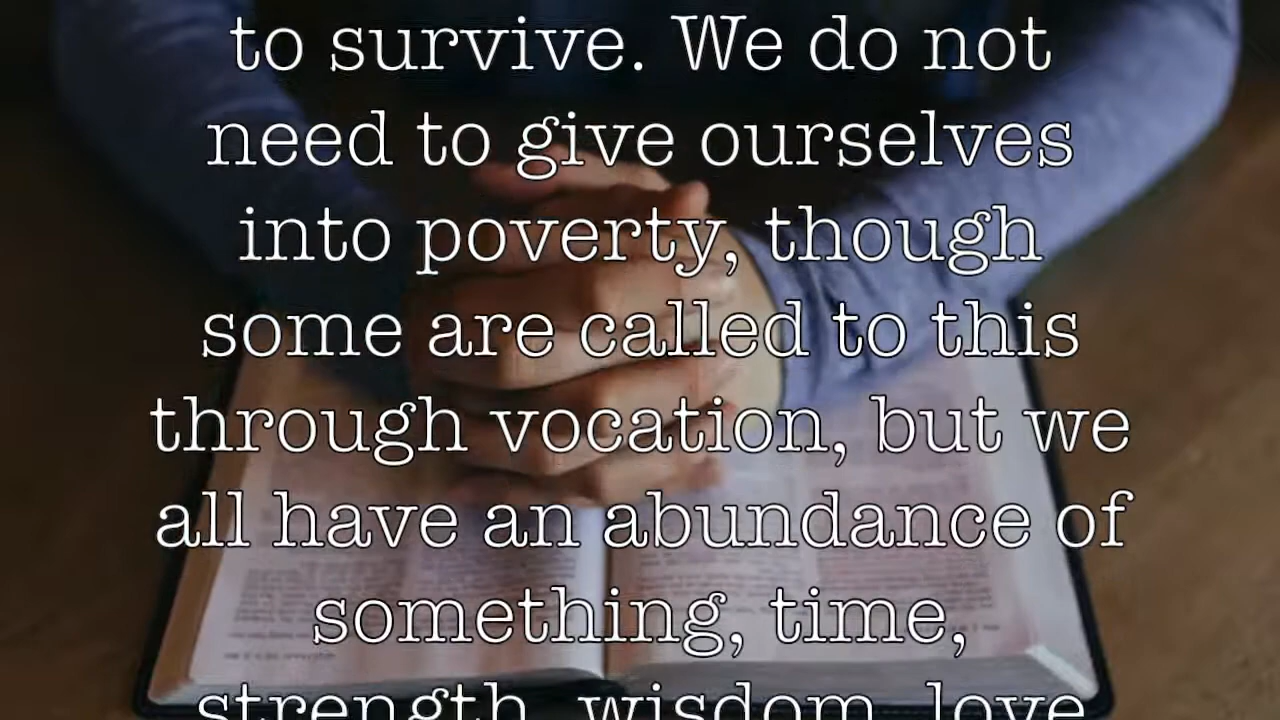 to survive. We do not
need to give ourselves
into poverty, though
some are called to this
through vocation, but we
all have an abundance of
something, time,
strength, wisdom, love